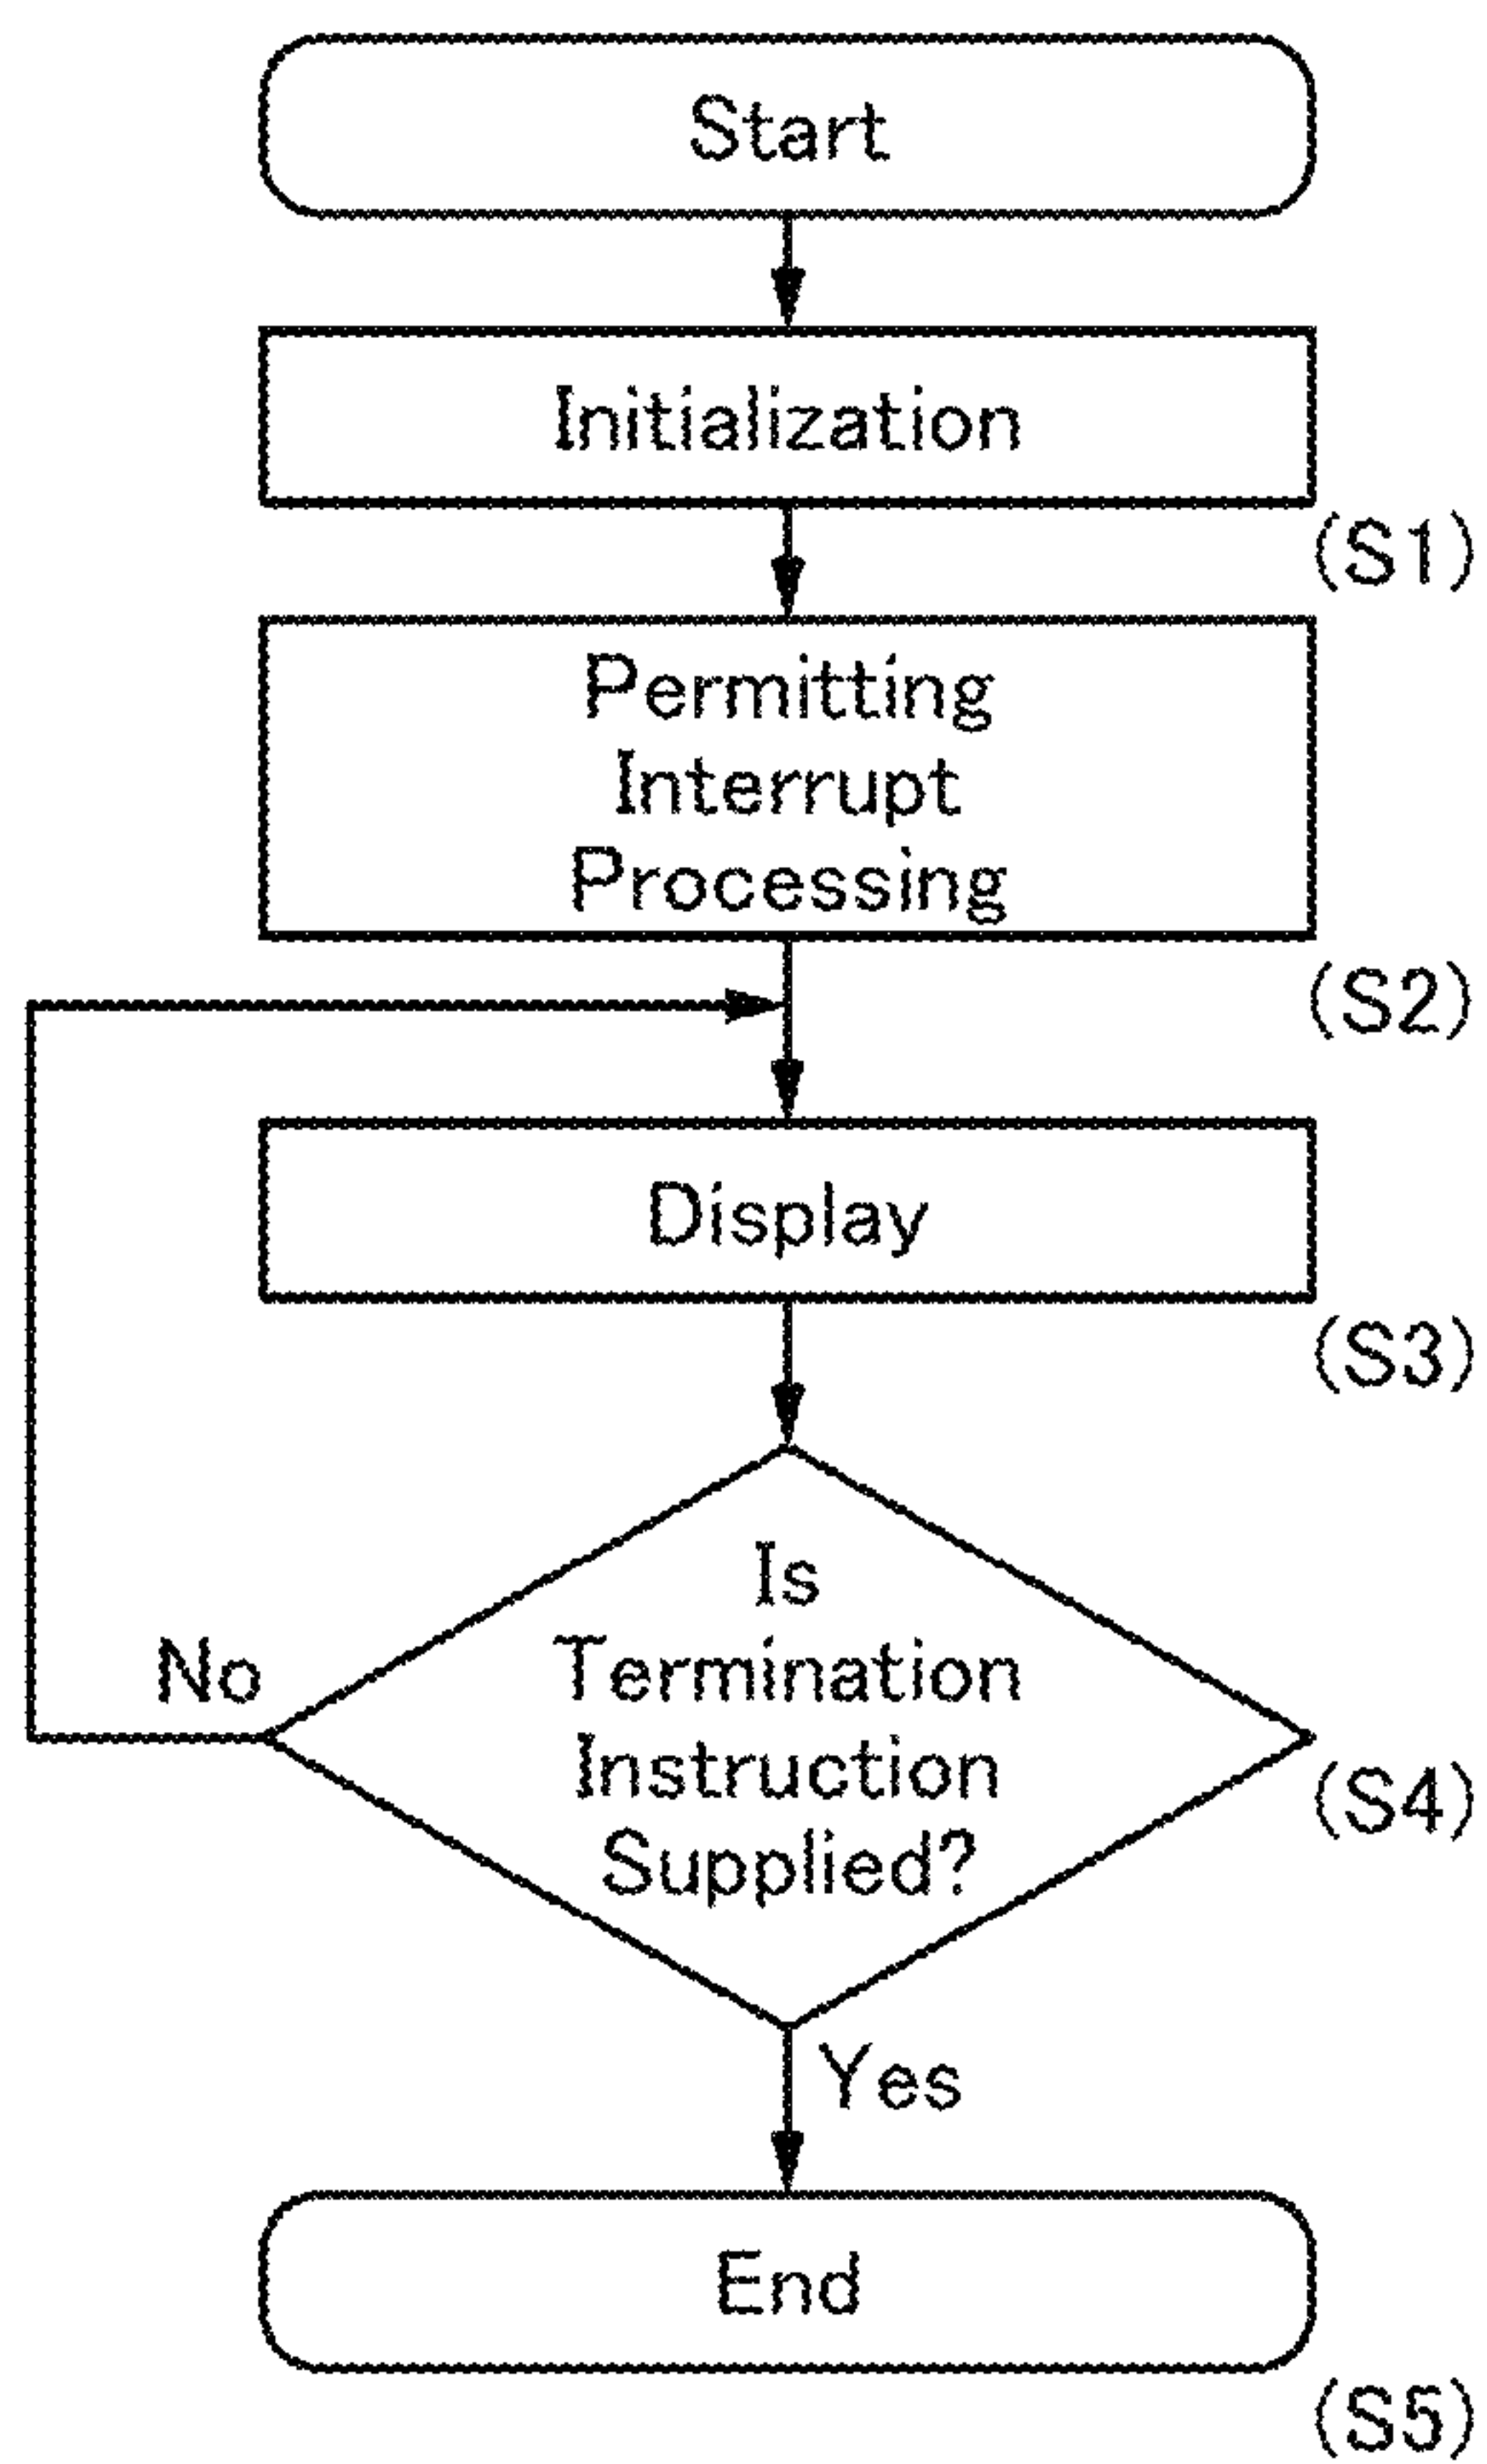 Start
Initialization
(S1)
Permitting
Interrupt
Processing
(S2)
Display
(S3)
Is
Termination
Instruction
Supplied?
No
(S4)
Yes
End
(S5)